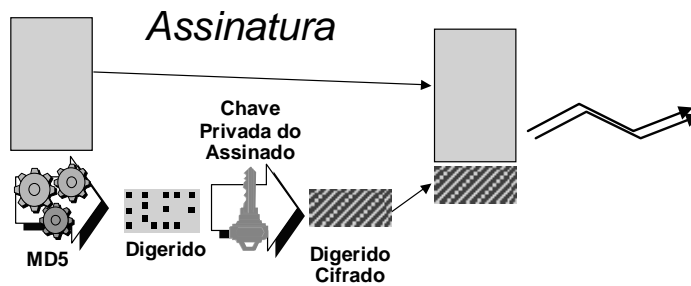 Assinatura
Chave
Privada do
Assinado
MD5
Digerido
Digerido
Cifrado